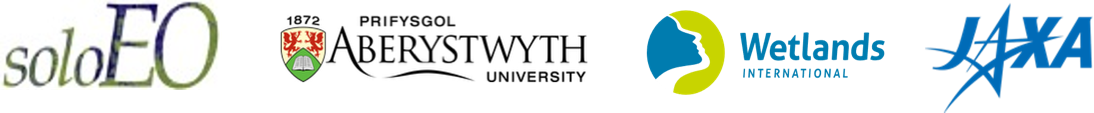 soloEO
1872
PRIFYSGOL
ABERYSTWYTH
UNIVERSITY
Wetlands
INTERNATIONAL
JAXA